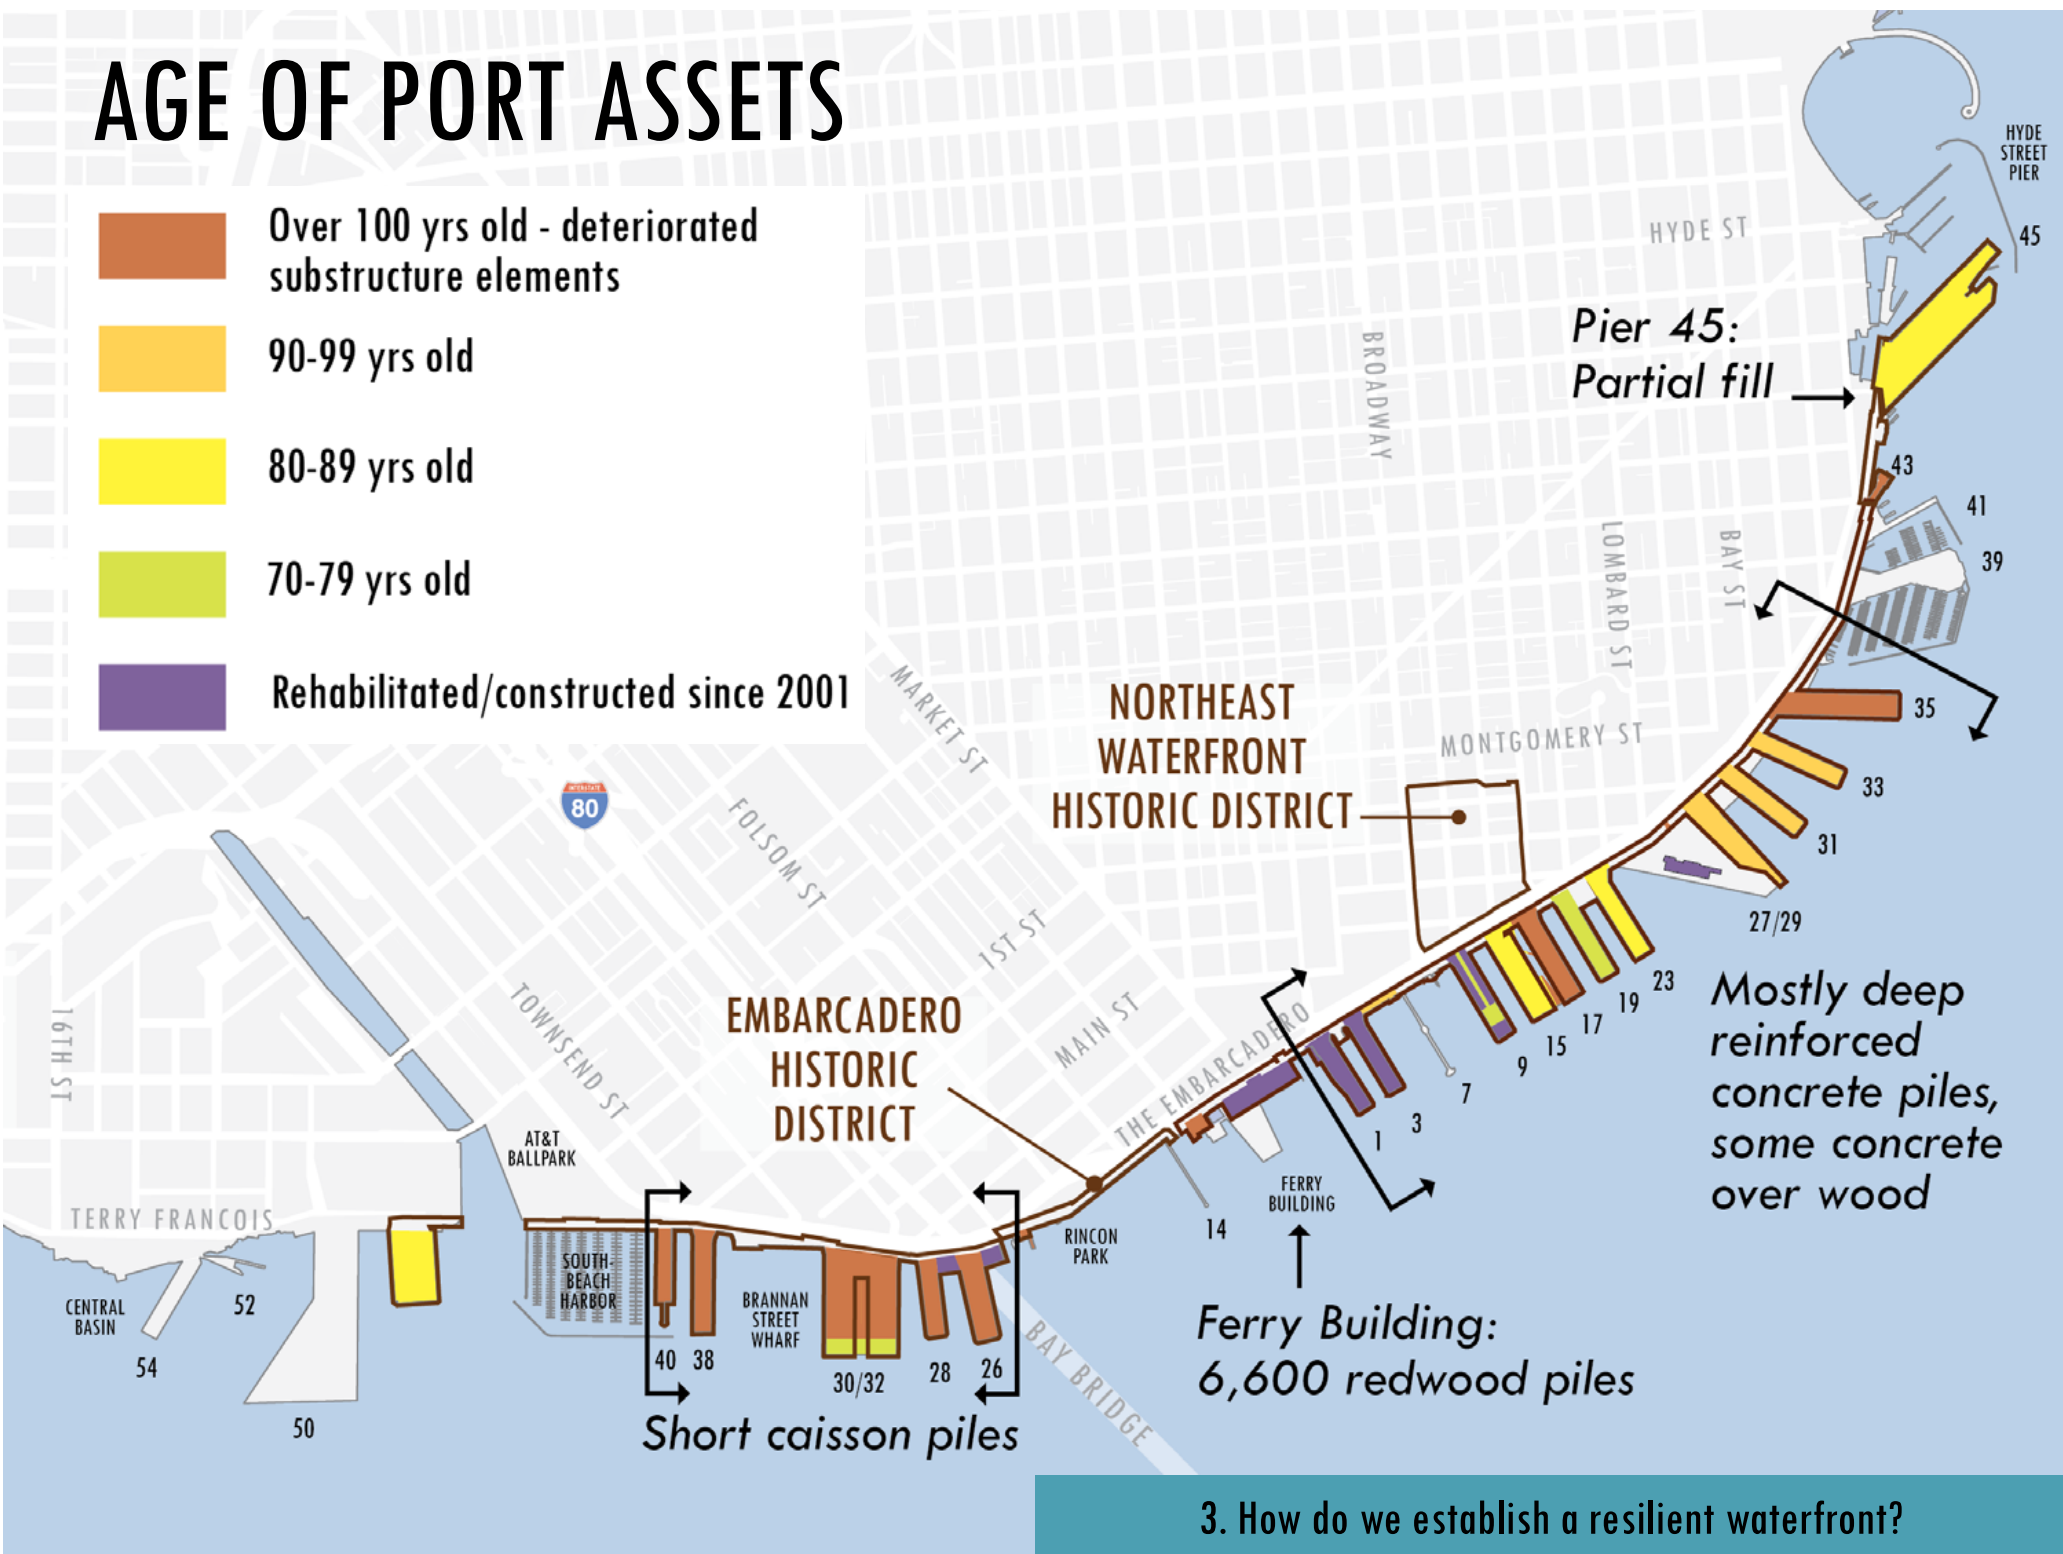 AGE OF PORT ASSETS
Over 100 yrs old - deteriorated
substructure elements
90-99 yrs old
80-89 yrs old
70-79 yrs old
Rehabilitated/constructed since 2001
HYDE
STREET
PIER
45
HYDE ST
Pier 45:
Partial fill
BROADWAY
43
41
39
LOMBARD ST
BAY ST
35
33
31
27/29
MARKET ST
NORTHEAST
WATERFRONT
HISTORIC DISTRICT
MONTGOMERY ST
INTERSTATE
80
FOLSOM ST
1ST ST
TOWNSEND ST
MAIN ST
16TH ST
EMBARCADERO
HISTORIC
DISTRICT
THE EMBARCADERO
23
19
17
15
9
7
3
1
Mostly deep
reinforced
concrete piles,
some concrete
over wood
AT&T
BALLPARK
TERRY FRANCOIS
FERRY
BUILDING
14
RINCON
PARK
SOUTH-
BEACH
HARBOR
BRANNAN
STREET
WHARF
CENTRAL
BASIN
52
54
50
40
38
30/32
28
26
BAY BRIDGE
Ferry Building:
6,600 redwood piles
Short caisson piles
3. How do we establish a resilient waterfront?